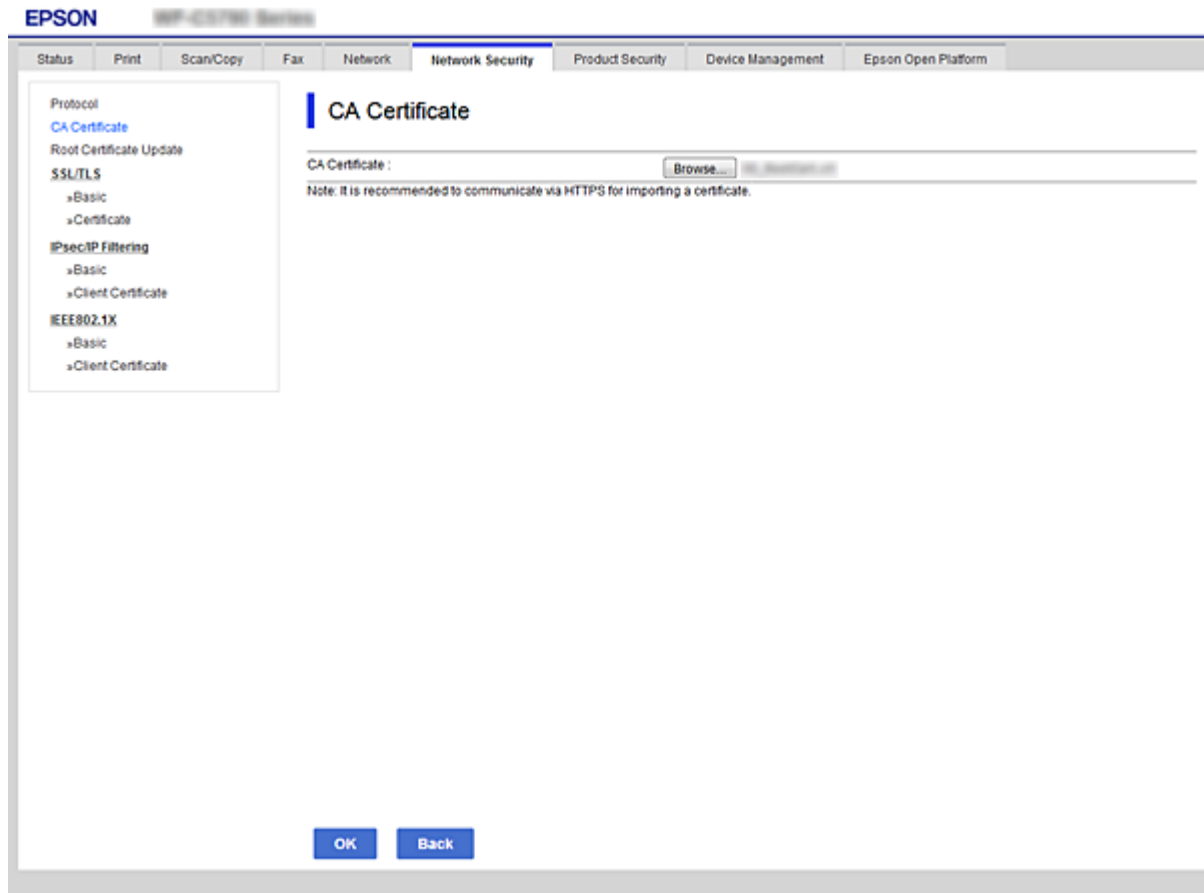 EPSON
Status Print Scan/Copy Fax Network Network Security Product Security Device Management Epson Open Platform
Protocol
CA Certificate
Root Certificate Update
SSL/TLS
»Basic
»Certificate
IPsec/IP Filtering
»Basic
»Client Certificate
IEEE802.1X
»Basic
»Client Certificate
CA Certificate
CA Certificate : Browse...
Note: It is recommended to communicate via HTTPS for importing a certificate.
OK Back